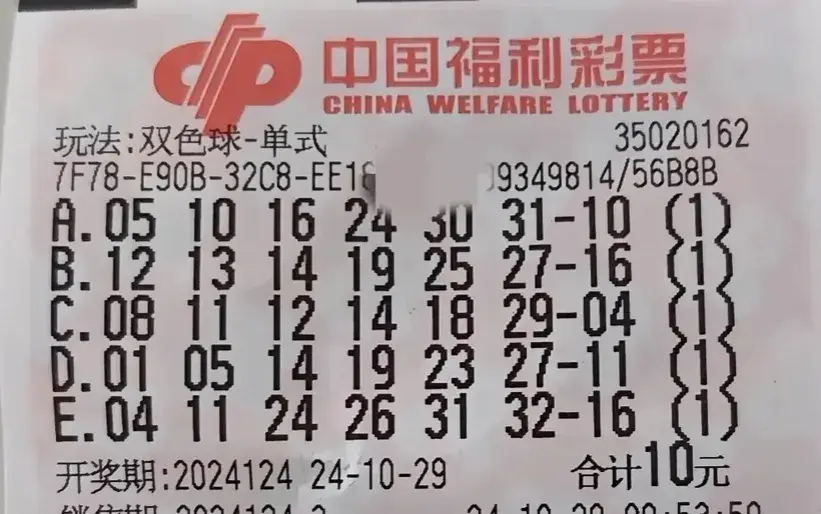 中国福利彩票
CHINA WELFARE LOTTERY
玩法:双色球-单式 35020162
7F78-E90B-32C8-EE18 09349814/56B8B
A.05 10 16 24 30 31-10 (1)
B.12 13 14 19 25 27-16 (1)
C.08 11 12 14 18 29-04 (1)
D.01 05 14 19 23 27-11 (1)
E.04 11 24 26 31 32-16 (1)
开奖期:2024124 24-10-29 合计10元